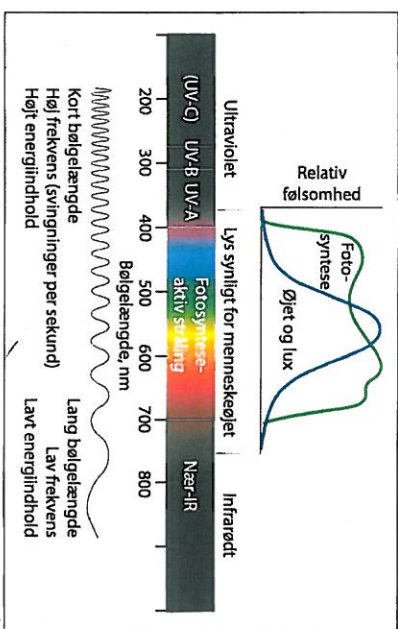 Relativ
følsomhed
Foto-
syntese
Øjet og lux
Ultraviolet
Lys synligt for menneskeøjet
Infrarødt
(UV-C)
UV-B
UV-A
Fotosyntese-
aktiv stråling
Nær-IR
200
300
400
500
600
700
800
Bølgelængde, nm
Kort bølgelængde
Høj frekvens (svingninger per sekund)
Højt energiindhold
Lang bølgelængde
Lav frekvens
Lavt energiindhold